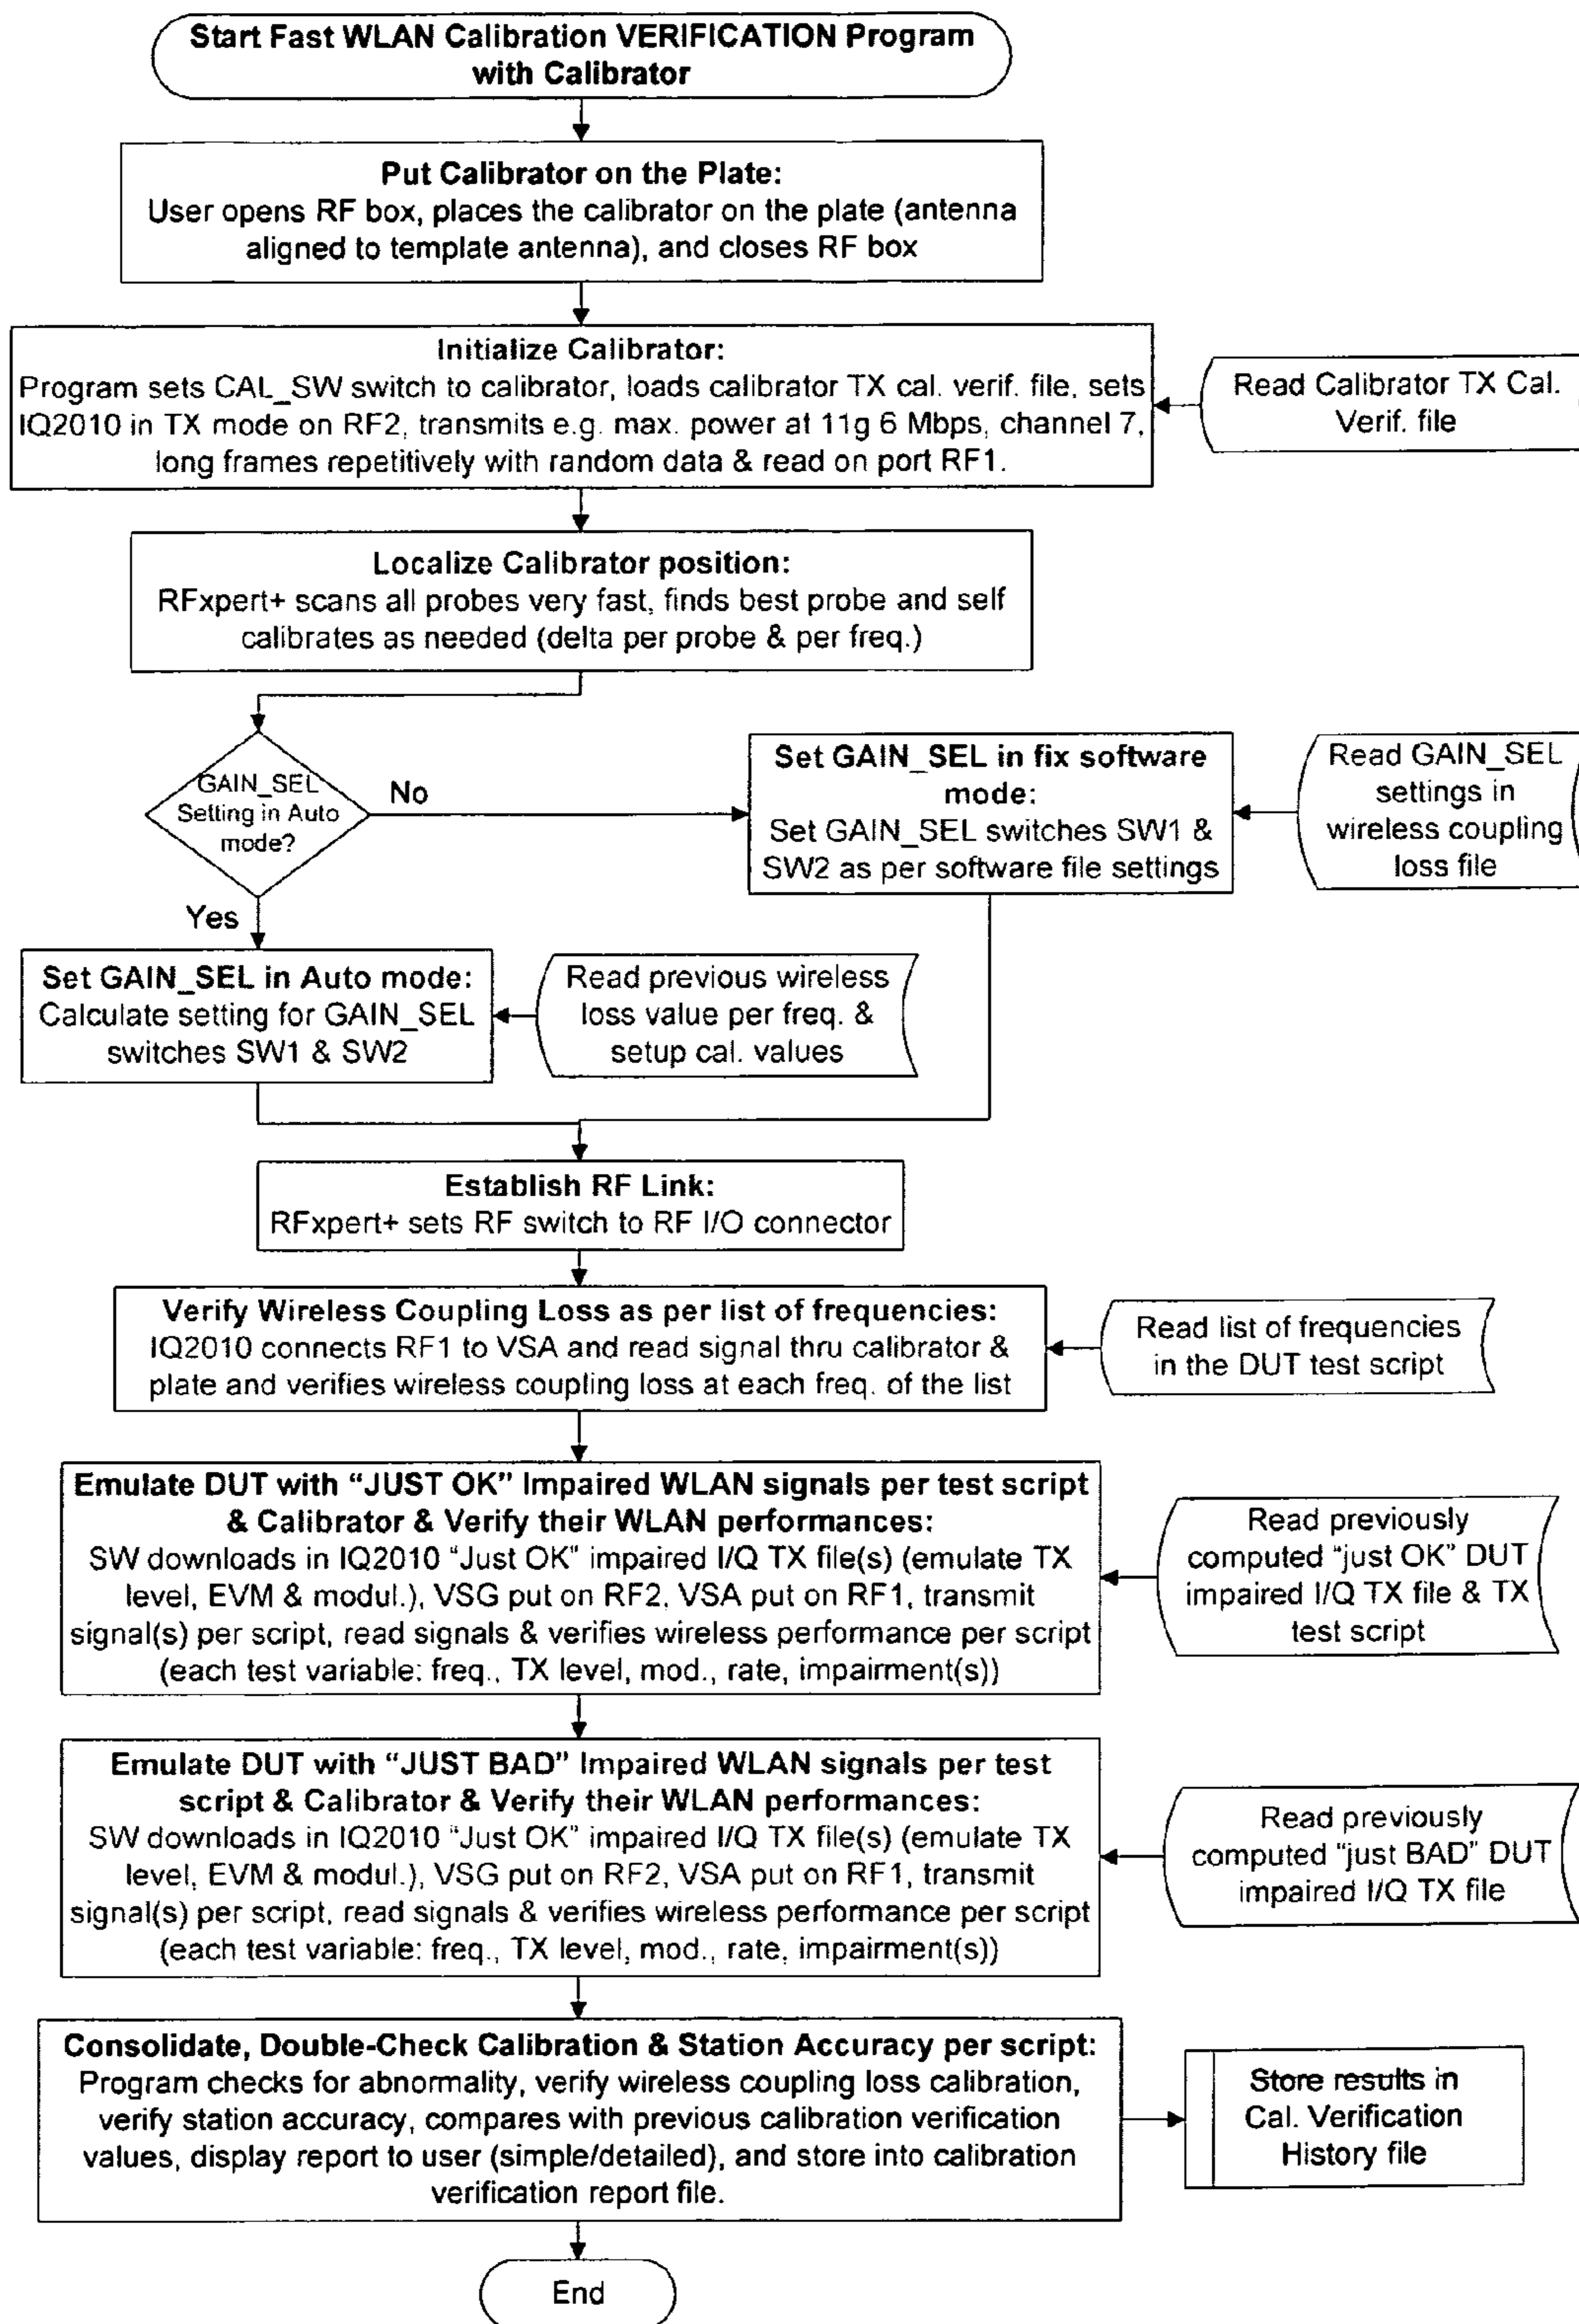 Start Fast WLAN Calibration VERIFICATION Program
with Calibrator
Put Calibrator on the Plate:
User opens RF box, places the calibrator on the plate (antenna
aligned to template antenna), and closes RF box
Initialize Calibrator:
Program sets CAL_SW switch to calibrator, loads calibrator TX cal. verif. file, sets
IQ2010 in TX mode on RF2, transmits e.g. max. power at 11g 6 Mbps, channel 7,
long frames repetitively with random data & read on port RF1.
Read Calibrator TX Cal.
Verif. file
Localize Calibrator position:
RFxpert+ scans all probes very fast, finds best probe and self
calibrates as needed (delta per probe & per freq.)
GAIN_SEL
Setting in Auto
mode?
No
Set GAIN_SEL in fix software
mode:
Set GAIN_SEL switches SW1 &
SW2 as per software file settings
Read GAIN_SEL
settings in
wireless coupling
loss file
Yes
Set GAIN_SEL in Auto mode:
Calculate setting for GAIN_SEL
switches SW1 & SW2
Read previous wireless
loss value per freq. &
setup cal. values
Establish RF Link:
RFxpert+ sets RF switch to RF I/O connector
Verify Wireless Coupling Loss as per list of frequencies:
IQ2010 connects RF1 to VSA and read signal thru calibrator &
plate and verifies wireless coupling loss at each freq. of the list
Read list of frequencies
in the DUT test script
Emulate DUT with “JUST OK” Impaired WLAN signals per test script
& Calibrator & Verify their WLAN performances:
SW downloads in IQ2010 “Just OK” impaired I/Q TX file(s) (emulate TX
level, EVM & modul.), VSG put on RF2, VSA put on RF1, transmit
signal(s) per script, read signals & verifies wireless performance per script
(each test variable: freq., TX level, mod., rate, impairment(s))
Read previously
computed “just OK” DUT
impaired I/Q TX file & TX
test script
Emulate DUT with “JUST BAD” Impaired WLAN signals per test
script & Calibrator & Verify their WLAN performances:
SW downloads in IQ2010 “Just OK” impaired I/Q TX file(s) (emulate TX
level, EVM & modul.), VSG put on RF2, VSA put on RF1, transmit
signal(s) per script, read signals & verifies wireless performance per script
(each test variable: freq., TX level, mod., rate, impairment(s))
Read previously
computed “just BAD” DUT
impaired I/Q TX file
Consolidate, Double-Check Calibration & Station Accuracy per script:
Program checks for abnormality, verify wireless coupling loss calibration,
verify station accuracy, compares with previous calibration verification
values, display report to user (simple/detailed), and store into calibration
verification report file.
Store results in
Cal. Verification
History file
End